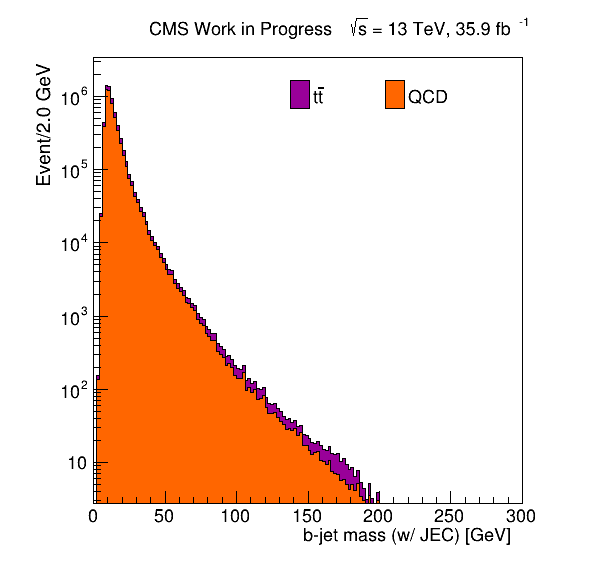 CMS Work in Progress √s = 13 TeV, 35.9 fb⁻¹
Event/2.0 GeV
tt̄ QCD
10⁶
10⁵
10⁴
10³
10²
10
0 50 100 150 200 250 300
b-jet mass (w/ JEC) [GeV]